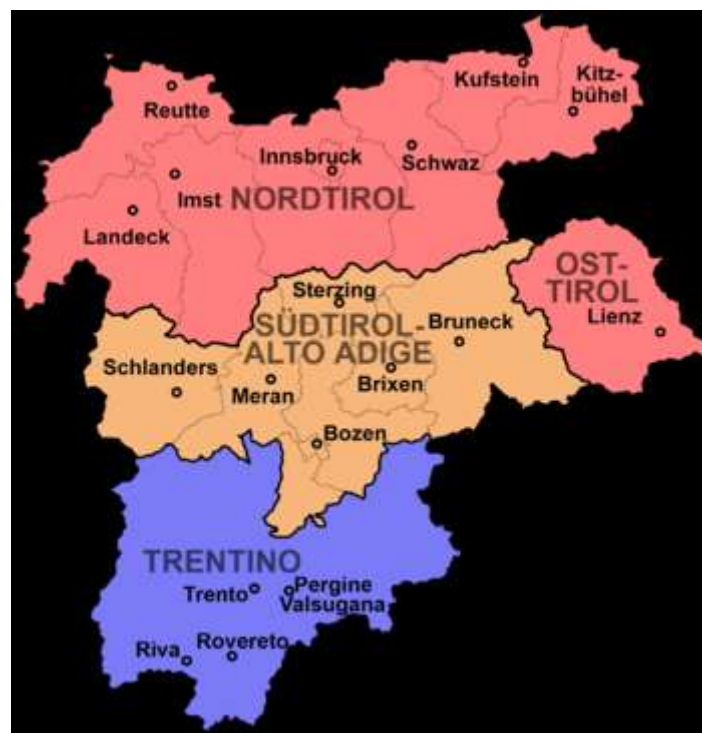 Kufstein
Kitz-
bühel
Reutte
Innsbruck
Schwaz
Imst
NORDTIROL
Landeck
OST-
TIROL
Lienz
Sterzing
SÜDTIROL-
ALTO ADIGE
Bruneck
Schlanders
Meran
Brixen
Bozen
TRENTINO
Trento
Pergine
Valsugana
Riva
Rovereto